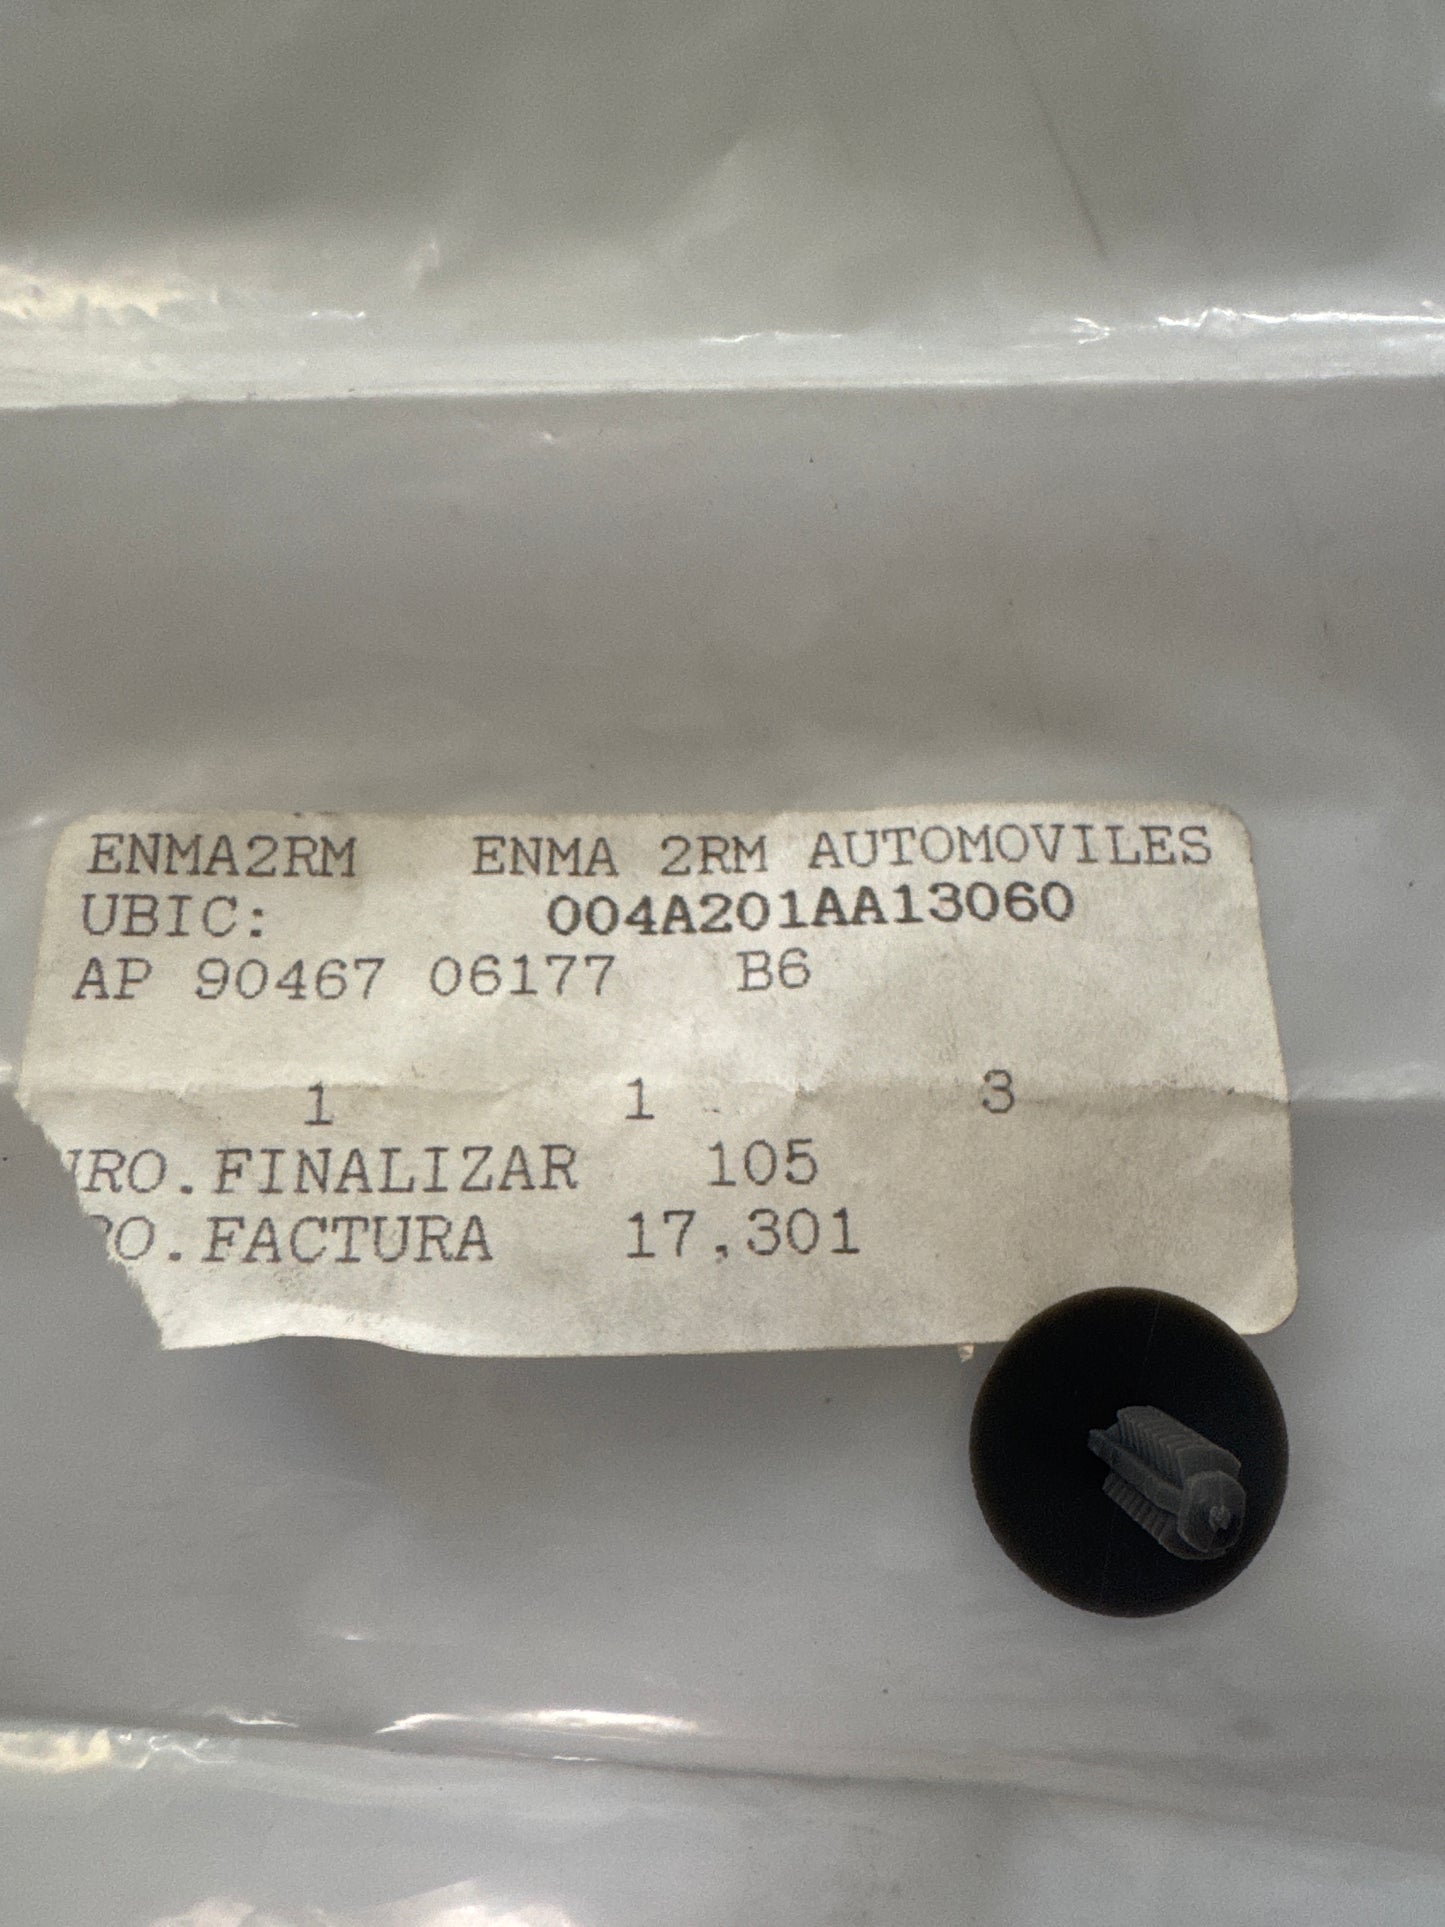 ENMA2RM ENMA 2RM AUTOMOVILES
UBIC: 004A201AA13060
AP 90467 06177 B6
1 1 3
RO.FINALIZAR 105
O.FACTURA 17,301